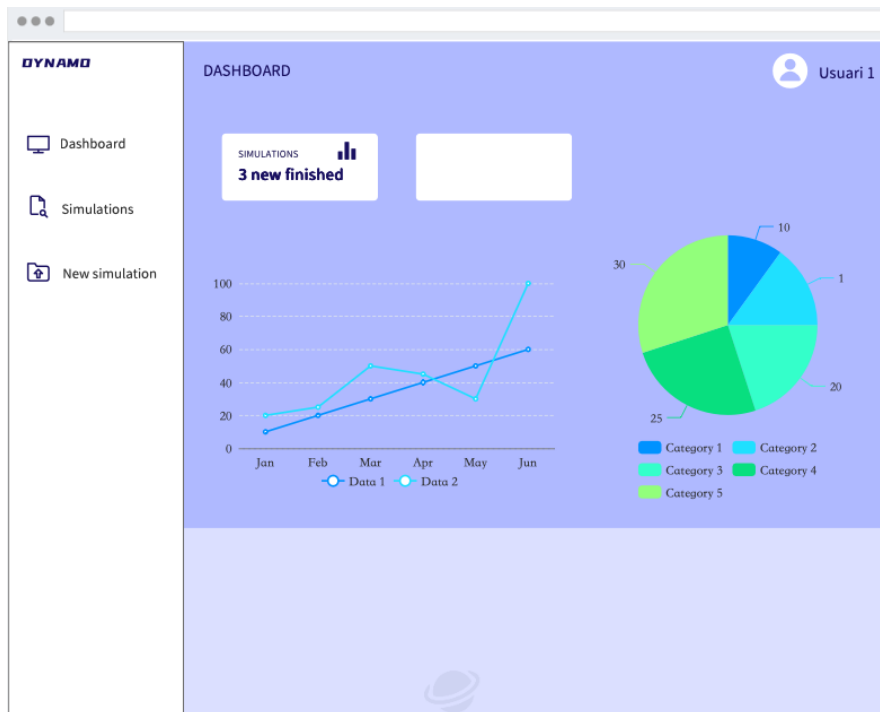 DYNAMO
DASHBOARD
Usuari 1
Dashboard
Simulations
New simulation
SIMULATIONS
3 new finished
100
80
60
40
20
0
Jan Feb Mar Apr May Jun
Data 1 Data 2
10
1
20
25
30
Category 1 Category 2
Category 3 Category 4
Category 5